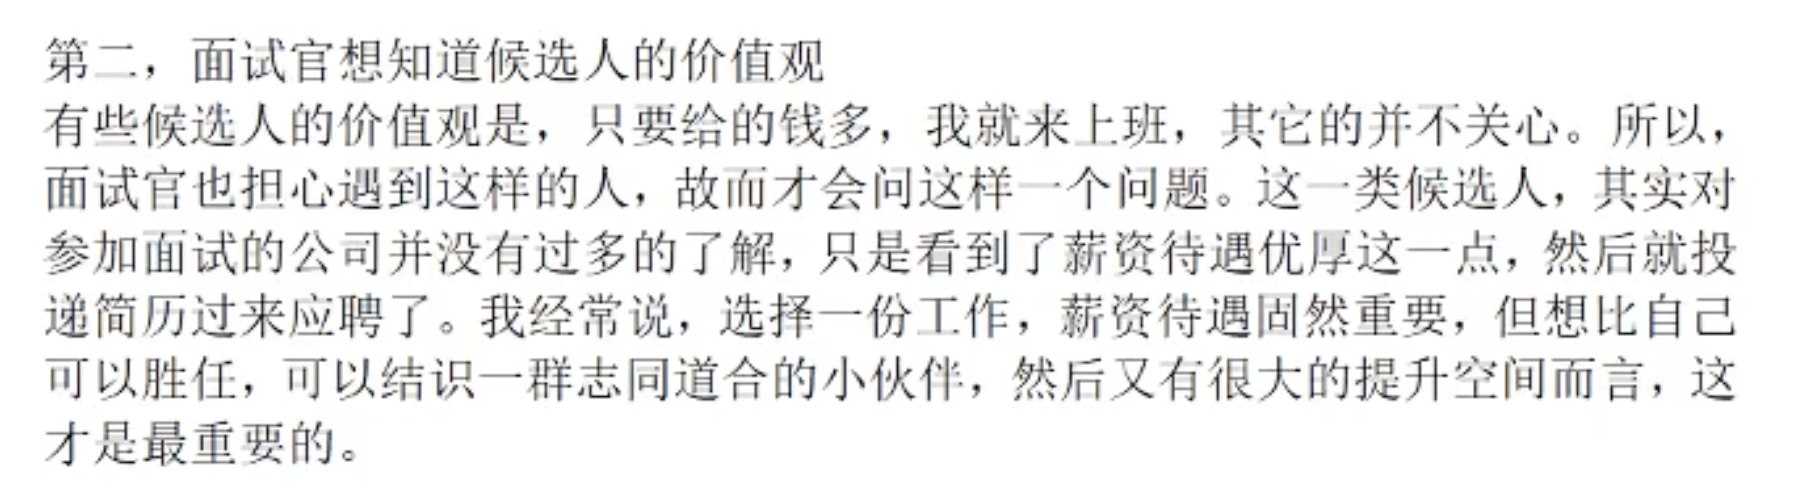 第二，面试官想知道候选人的价值观
有些候选人的价值观是，只要给的钱多，我就来上班，其它的并不关心。所以，
面试官也担心遇到这样的人，故而才会问这样一个问题。这一类候选人，其实对
参加面试的公司并没有过多的了解，只是看到了薪资待遇优厚这一点，然后就投
递简历过来应聘了。我经常说，选择一份工作，薪资待遇固然重要，但想比自己
可以胜任，可以结识一群志同道合的小伙伴，然后又有很大的提升空间而言，这
才是最重要的。